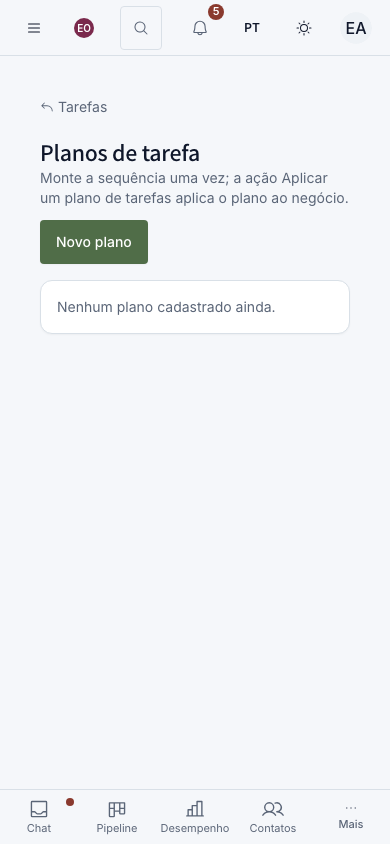 EO
5
PT
EA
Tarefas
Planos de tarefa
Monte a sequência uma vez; a ação Aplicar
um plano de tarefas aplica o plano ao negócio.
Novo plano
Nenhum plano cadastrado ainda.
Chat
Pipeline
Desempenho
Contatos
Mais